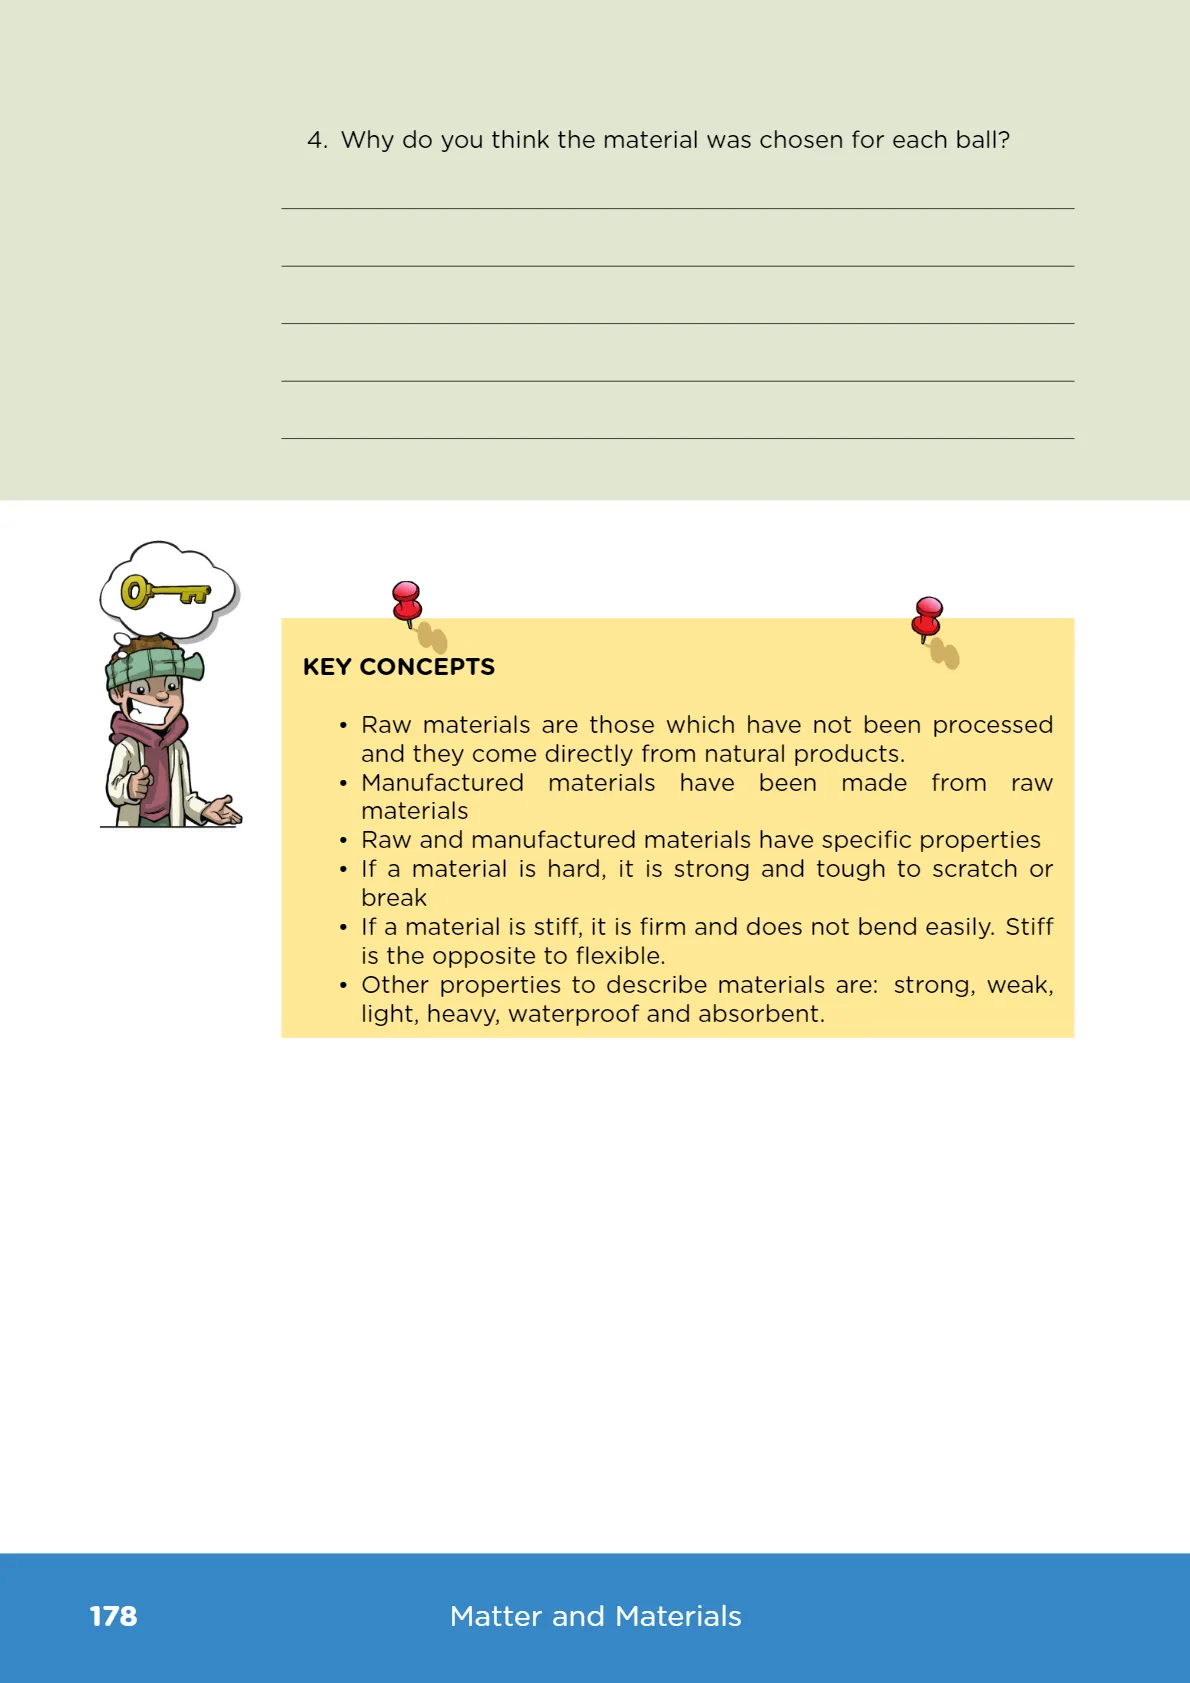 4. Why do you think the material was chosen for each ball?
KEY CONCEPTS
• Raw materials are those which have not been processed
and they come directly from natural products.
• Manufactured materials have been made from raw
materials
• Raw and manufactured materials have specific properties
• If a material is hard, it is strong and tough to scratch or
break
• If a material is stiff, it is firm and does not bend easily. Stiff
is the opposite to flexible.
• Other properties to describe materials are: strong, weak,
light, heavy, waterproof and absorbent.
178 Matter and Materials